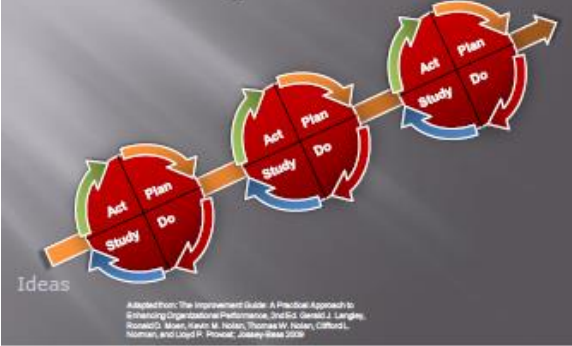 Act Plan
Study Do
Act Plan
Study Do
Act Plan
Study Do
Ideas
Adapted from: The Improvement Guide: A Practical Approach to
Enhancing Organizational Performance, 2nd Ed. Gerald J. Langley,
Ronald D. Moen, Kevin M. Nolan, Thomas W. Nolan, Clifford L.
Norman, and Lloyd P. Provost; Jossey-Bass 2009